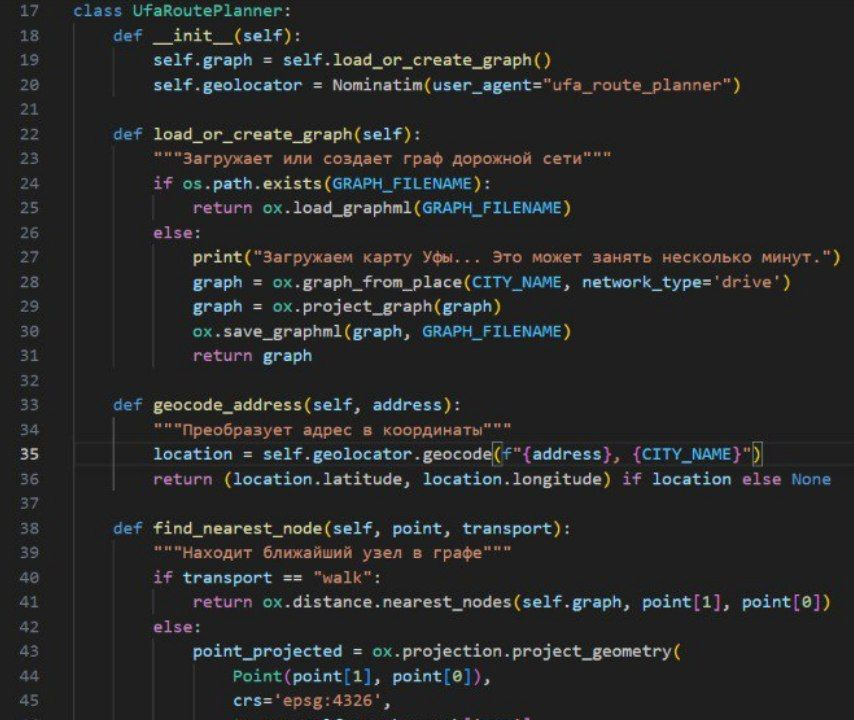 17 class UfaRoutePlanner:
18     def __init__(self):
19         self.graph = self.load_or_create_graph()
20         self.geolocator = Nominatim(user_agent="ufa_route_planner")
21
22     def load_or_create_graph(self):
23         """Загружает или создает граф дорожной сети"""
24         if os.path.exists(GRAPH_FILENAME):
25             return ox.load_graphml(GRAPH_FILENAME)
26         else:
27             print("Загружаем карту Уфы... Это может занять несколько минут.")
28             graph = ox.graph_from_place(CITY_NAME, network_type='drive')
29             graph = ox.project_graph(graph)
30             ox.save_graphml(graph, GRAPH_FILENAME)
31             return graph
32
33     def geocode_address(self, address):
34         """Преобразует адрес в координаты"""
35         location = self.geolocator.geocode(f"{address}, {CITY_NAME}")
36         return (location.latitude, location.longitude) if location else None
37
38     def find_nearest_node(self, point, transport):
39         """Находит ближайший узел в графе"""
40         if transport == "walk":
41             return ox.distance.nearest_nodes(self.graph, point[1], point[0])
42         else:
43             point_projected = ox.projection.project_geometry(
44                 Point(point[1], point[0]),
45                 crs='epsg:4326',